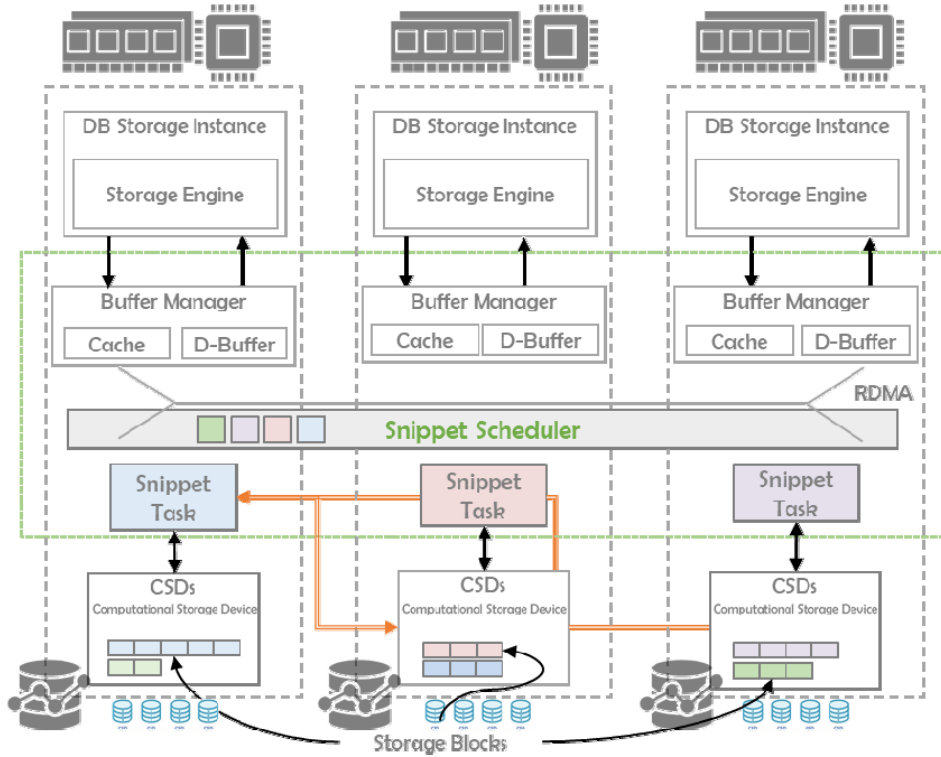 DB Storage Instance
DB Storage Instance
DB Storage Instance
Storage Engine
Storage Engine
Storage Engine
Buffer Manager
Buffer Manager
Buffer Manager
Cache
D-Buffer
Cache
D-Buffer
Cache
D-Buffer
RDMA
Snippet Scheduler
Snippet
Task
Snippet
Task
Snippet
Task
CSDs
Computational Storage Device
CSDs
Computational Storage Device
CSDs
Computational Storage Device
Storage Blocks